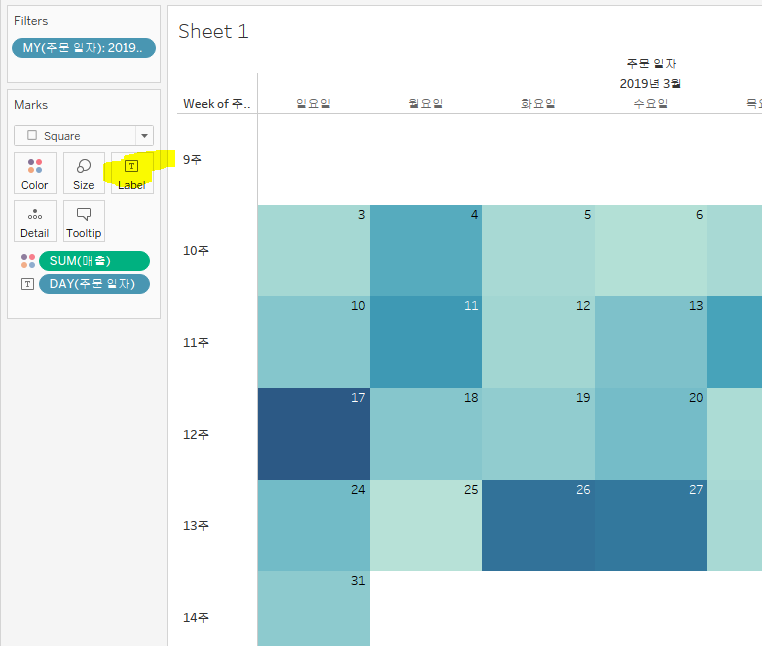 Filters
MY(주문 일자): 2019..
Marks
Square
Color
Size
Label
Detail
Tooltip
SUM(매출)
DAY(주문 일자)
Sheet 1
주문 일자
2019년 3월
Week of 주.. 일요일 월요일 화요일 수요일
9주
10주 3 4 5 6
11주 10 11 12 13
12주 17 18 19 20
13주 24 25 26 27
14주 31